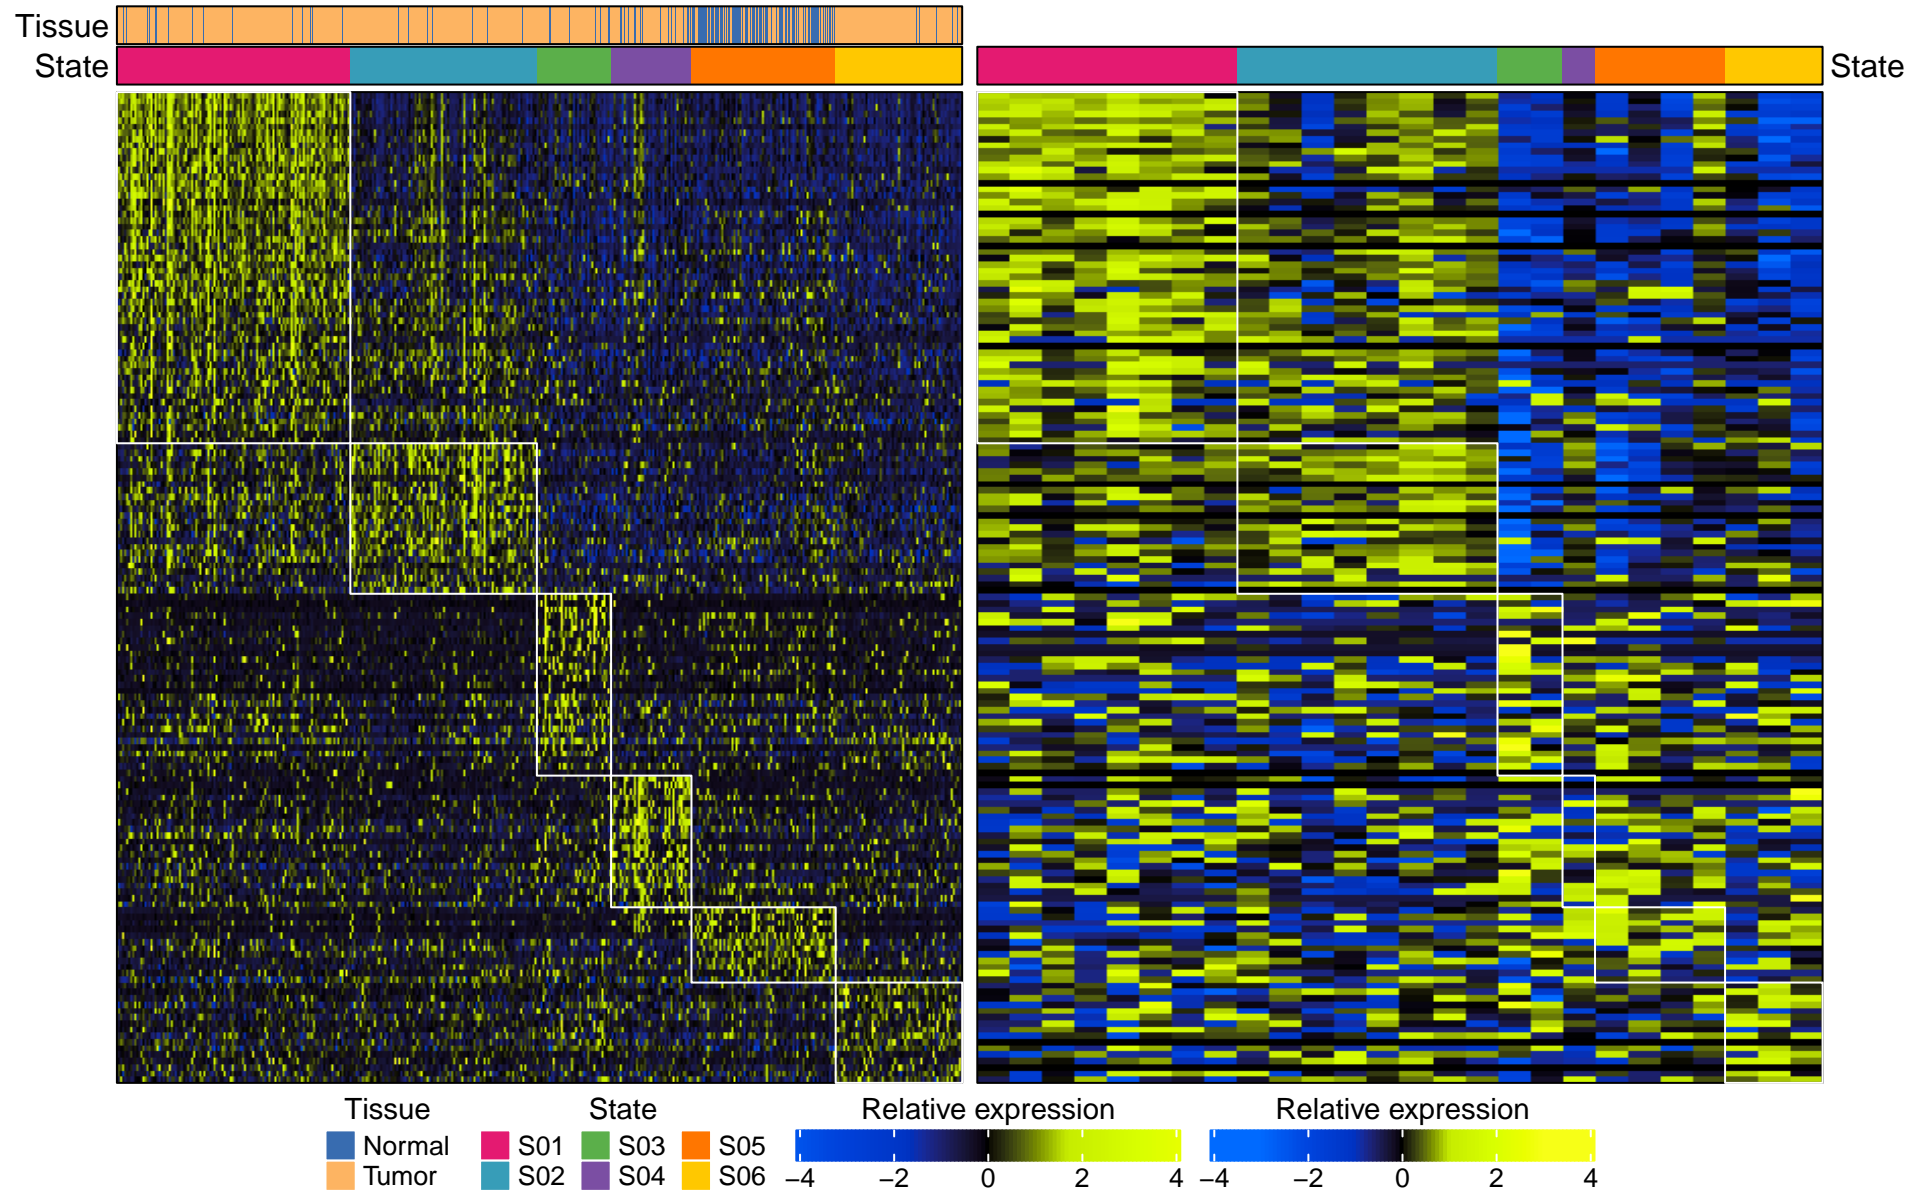 Tissue
State
State
Tissue State Relative expression Relative expression
Normal S01 S03 S05
Tumor S02 S04 S06
−4 −2 0 2 4 −4 −2 0 2 4